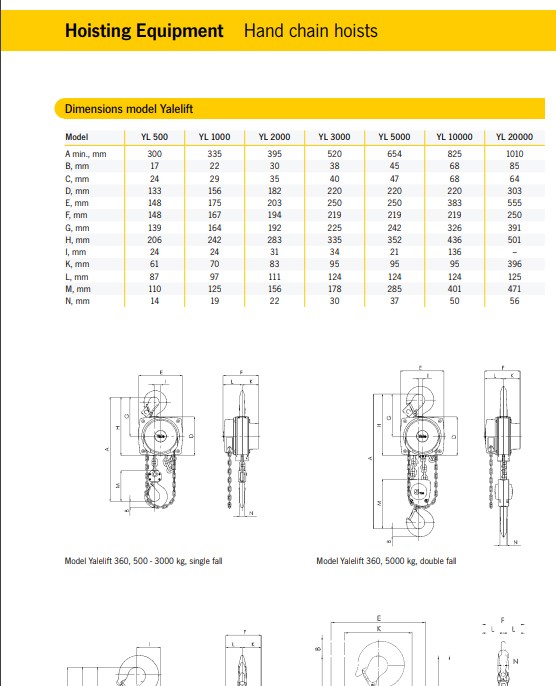 Hoisting Equipment Hand chain hoists
Dimensions model Yalelift
Model YL 500 YL 1000 YL 2000 YL 3000 YL 5000 YL 10000 YL 20000
A min., mm 300 335 395 520 654 825 1010
B, mm 17 22 30 38 45 68 85
C, mm 24 29 35 40 47 68 64
D, mm 133 156 182 220 220 220 303
E, mm 148 175 203 250 250 383 555
F, mm 148 167 194 219 219 219 250
G, mm 139 164 192 225 242 326 391
H, mm 206 242 283 335 352 436 501
I, mm 24 24 31 34 21 136 –
K, mm 61 70 83 95 95 95 396
L, mm 87 97 111 124 124 124 125
M, mm 110 125 156 178 285 401 471
N, mm 14 19 22 30 37 50 56
E F E F
I L K I L K
G H D A M B N
G H D A M B N
Model Yalelift 360, 500 - 3000 kg, single fall Model Yalelift 360, 5000 kg, double fall
E F
K L L
F
I L K B N